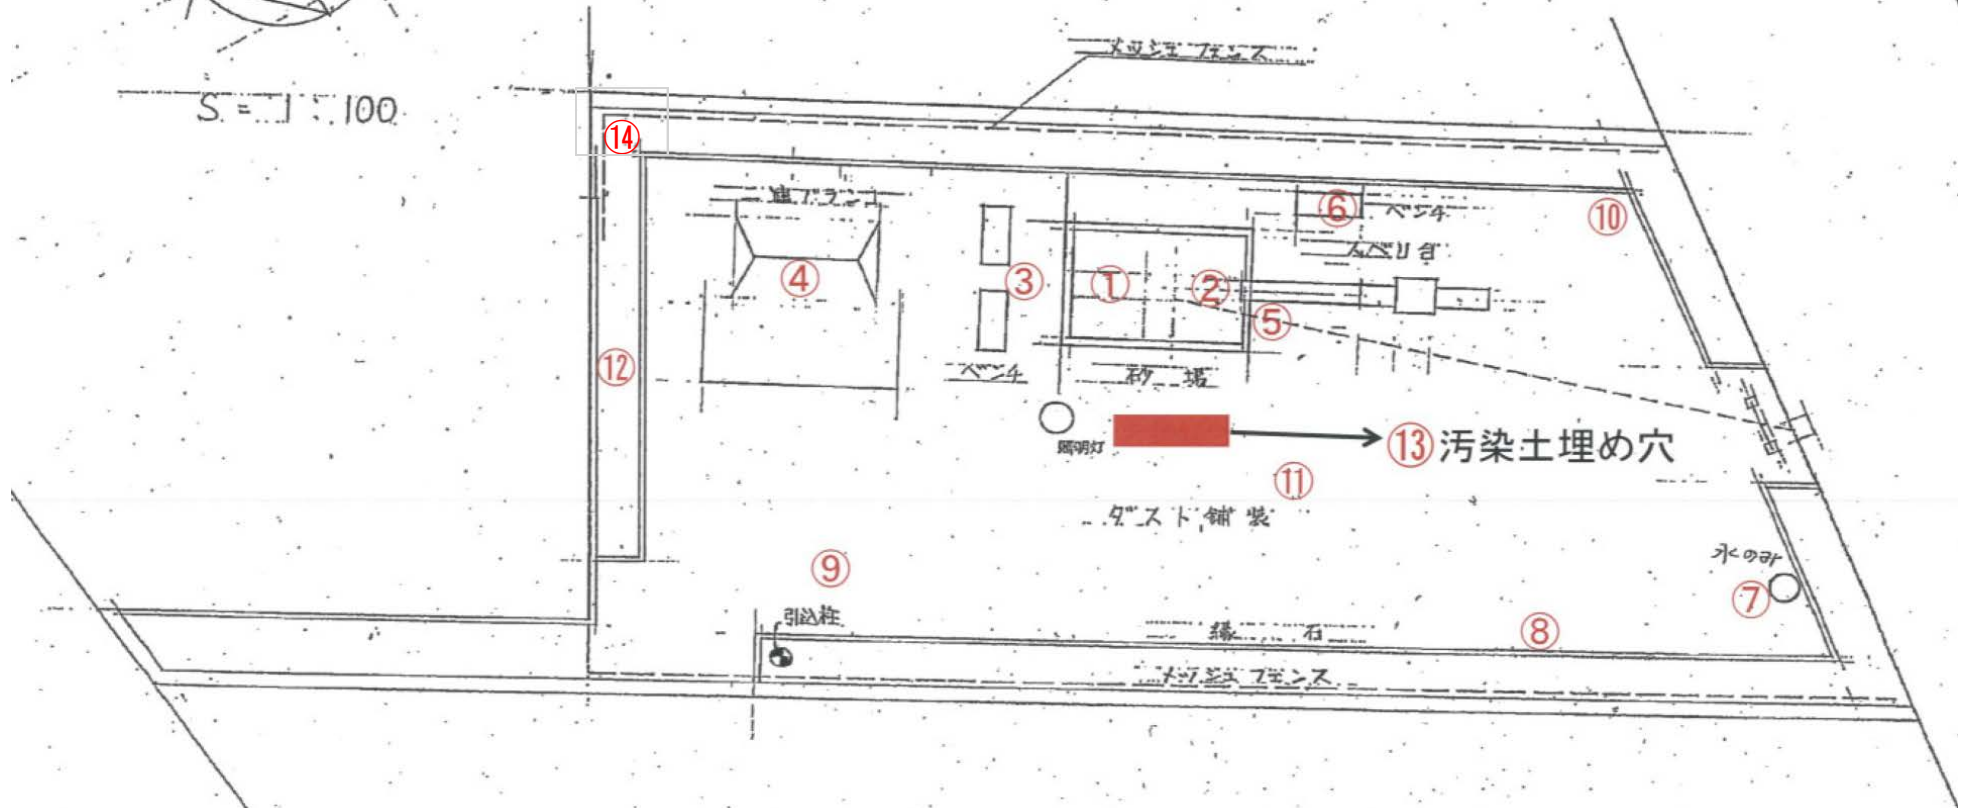 メッシュフェンス
S = 1 : 100
⑭
⑥
ベンチ
⑩
スベリ台
④
③
①
②
⑤
⑫
ベンチ
砂場
照明灯
⑬汚染土埋め穴
⑪
ダスト舗装
水のみ
⑨
⑦
引込柱
縁石
⑧
メッシュフェンス